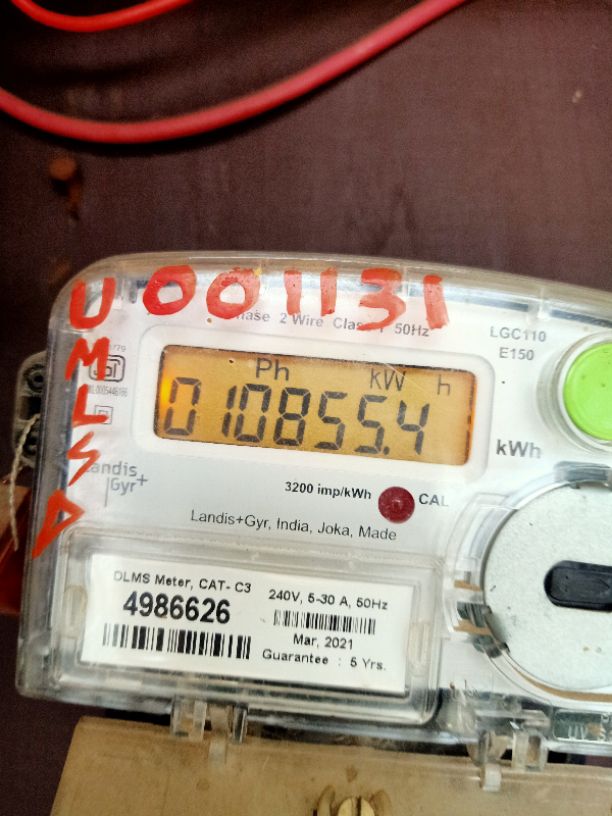 001131
UMLSD
Phase 2 Wire Class 1 50Hz
LGC110
E150
Ph kW h
010855.4
kWh
Landis
Gyr+
3200 imp/kWh CAL
Landis+Gyr, India, Joka, Made
DLMS Meter, CAT- C3
4986626
240V, 5-30 A, 50Hz
Mar, 2021
Guarantee : 5 Yrs.